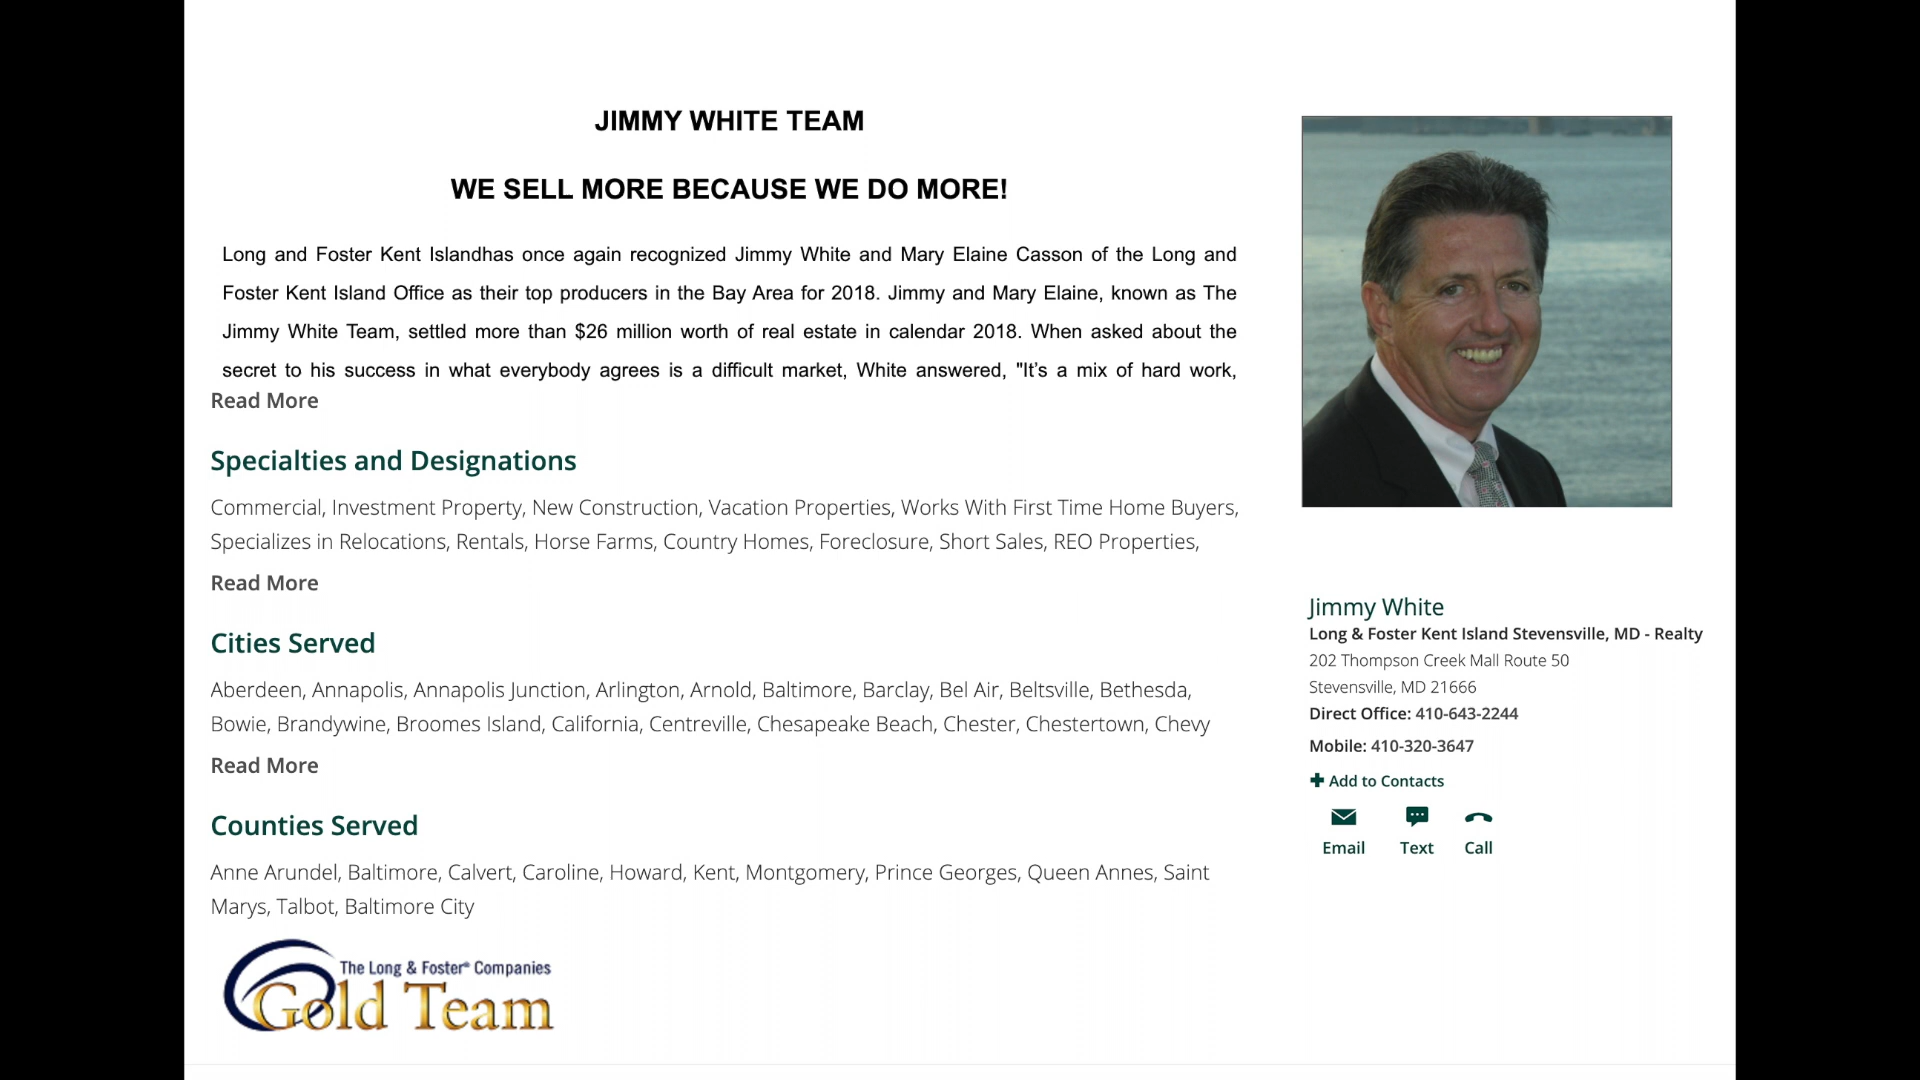 JIMMY WHITE TEAM
WE SELL MORE BECAUSE WE DO MORE!
Long and Foster Kent Islandhas once again recognized Jimmy White and Mary Elaine Casson of the Long and
Foster Kent Island Office as their top producers in the Bay Area for 2018. Jimmy and Mary Elaine, known as The
Jimmy White Team, settled more than $26 million worth of real estate in calendar 2018. When asked about the
secret to his success in what everybody agrees is a difficult market, White answered, "It’s a mix of hard work,
Read More
Specialties and Designations
Commercial, Investment Property, New Construction, Vacation Properties, Works With First Time Home Buyers,
Specializes in Relocations, Rentals, Horse Farms, Country Homes, Foreclosure, Short Sales, REO Properties,
Read More
Cities Served
Aberdeen, Annapolis, Annapolis Junction, Arlington, Arnold, Baltimore, Barclay, Bel Air, Beltsville, Bethesda,
Bowie, Brandywine, Broomes Island, California, Centreville, Chesapeake Beach, Chester, Chestertown, Chevy
Read More
Counties Served
Anne Arundel, Baltimore, Calvert, Caroline, Howard, Kent, Montgomery, Prince Georges, Queen Annes, Saint
Marys, Talbot, Baltimore City
The Long & Foster® Companies
Gold Team
Jimmy White
Long & Foster Kent Island Stevensville, MD - Realty
202 Thompson Creek Mall Route 50
Stevensville, MD 21666
Direct Office: 410-643-2244
Mobile: 410-320-3647
Add to Contacts
Email Text Call